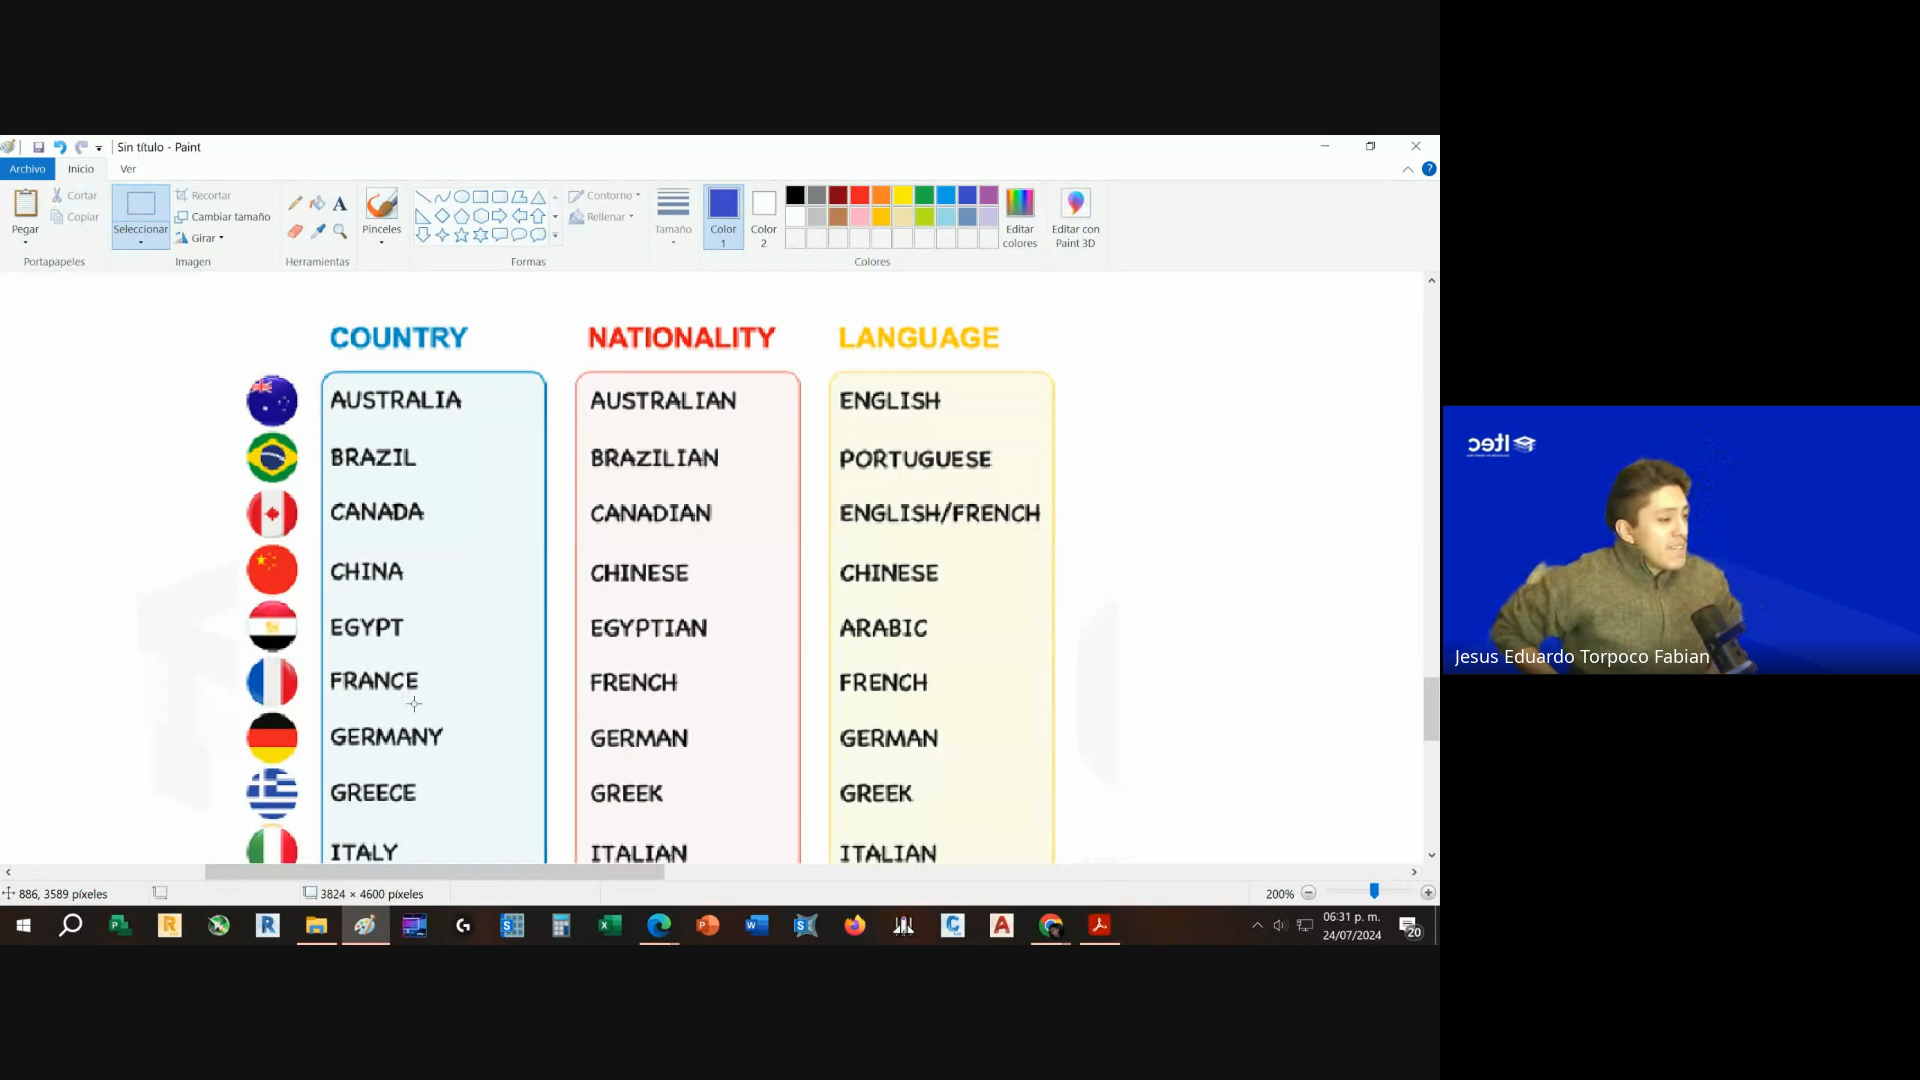 Sin título - Paint
Archivo Inicio Ver
Pegar
Cortar
Copiar
Portapapeles
Seleccionar
Recortar
Cambiar tamaño
Girar
Imagen
Herramientas
Pinceles
Formas
Contorno
Rellenar
Tamaño
Color 1
Color 2
Colores
Editar colores
Editar con Paint 3D
COUNTRY NATIONALITY LANGUAGE
AUSTRALIA AUSTRALIAN ENGLISH
BRAZIL BRAZILIAN PORTUGUESE
CANADA CANADIAN ENGLISH/FRENCH
CHINA CHINESE CHINESE
EGYPT EGYPTIAN ARABIC
FRANCE FRENCH FRENCH
GERMANY GERMAN GERMAN
GREECE GREEK GREEK
ITALY ITALIAN ITALIAN
886, 3589 píxeles
3824 × 4600 píxeles
200%
06:31 p. m.
24/07/2024
20
Itec
Jesus Eduardo Torpoco Fabian